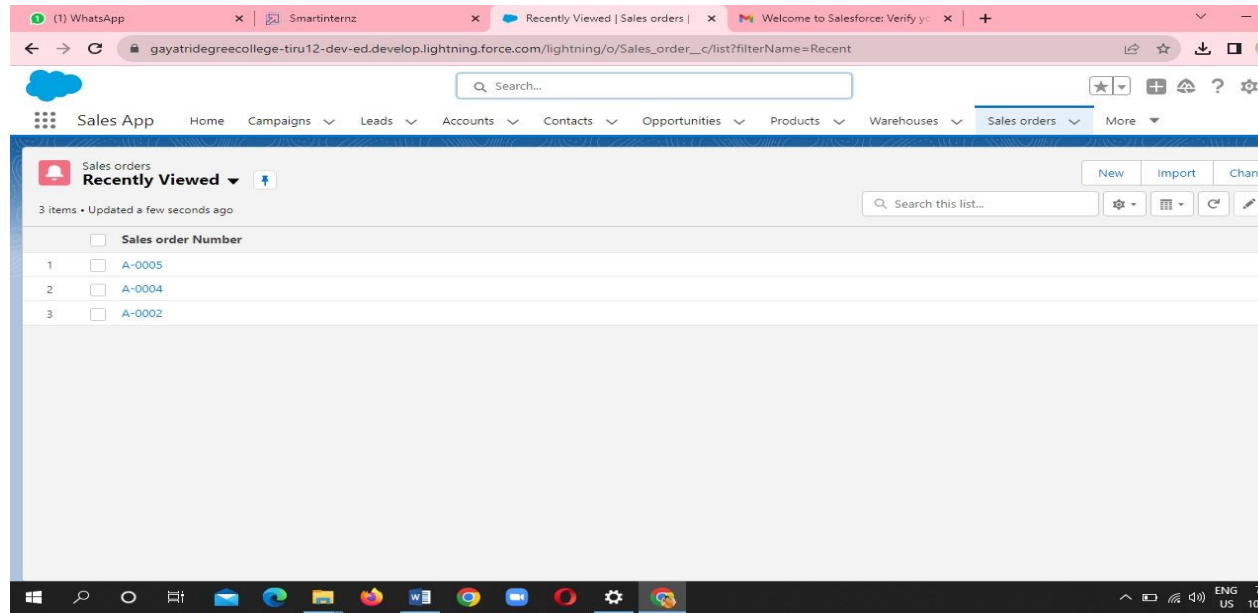 (1) WhatsApp
Smartinternz
Recently Viewed | Sales orders |
Welcome to Salesforce: Verify yo
gayatridegreecollege-tiru12-dev-ed.develop.lightning.force.com/lightning/o/Sales_order__c/list?filterName=Recent
Search...
Sales App Home Campaigns Leads Accounts Contacts Opportunities Products Warehouses Sales orders More
Sales orders
Recently Viewed
New Import Chan
3 items • Updated a few seconds ago
Search this list...
Sales order Number
1 A-0005
2 A-0004
3 A-0002
ENG
US 10